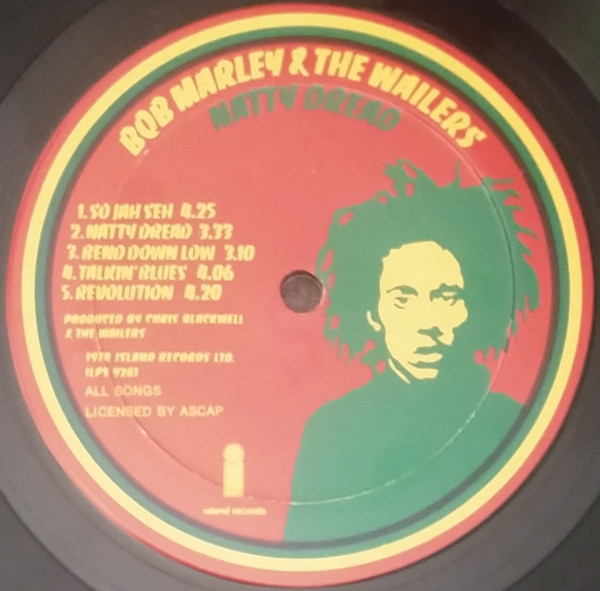 BOB MARLEY & THE WAILERS
NATTY DREAD
1. SO JAH SEH 4.25
2. NATTY DREAD 3.33
3. BEND DOWN LOW 3.10
4. TALKIN' BLUES 4.06
5. REVOLUTION 4.20
PRODUCED BY CHRIS BLACKWELL
& THE WAILERS
1974 ISLAND RECORDS LTD.
ILPS 9281
ALL SONGS
LICENSED BY ASCAP
island records